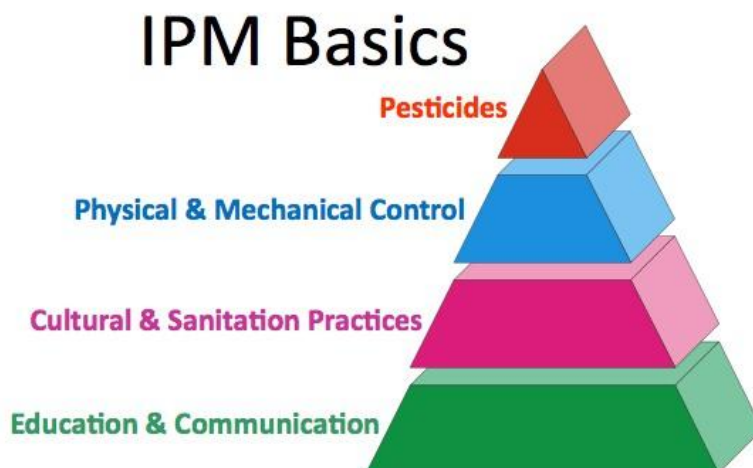 IPM Basics
Pesticides
Physical & Mechanical Control
Cultural & Sanitation Practices
Education & Communication